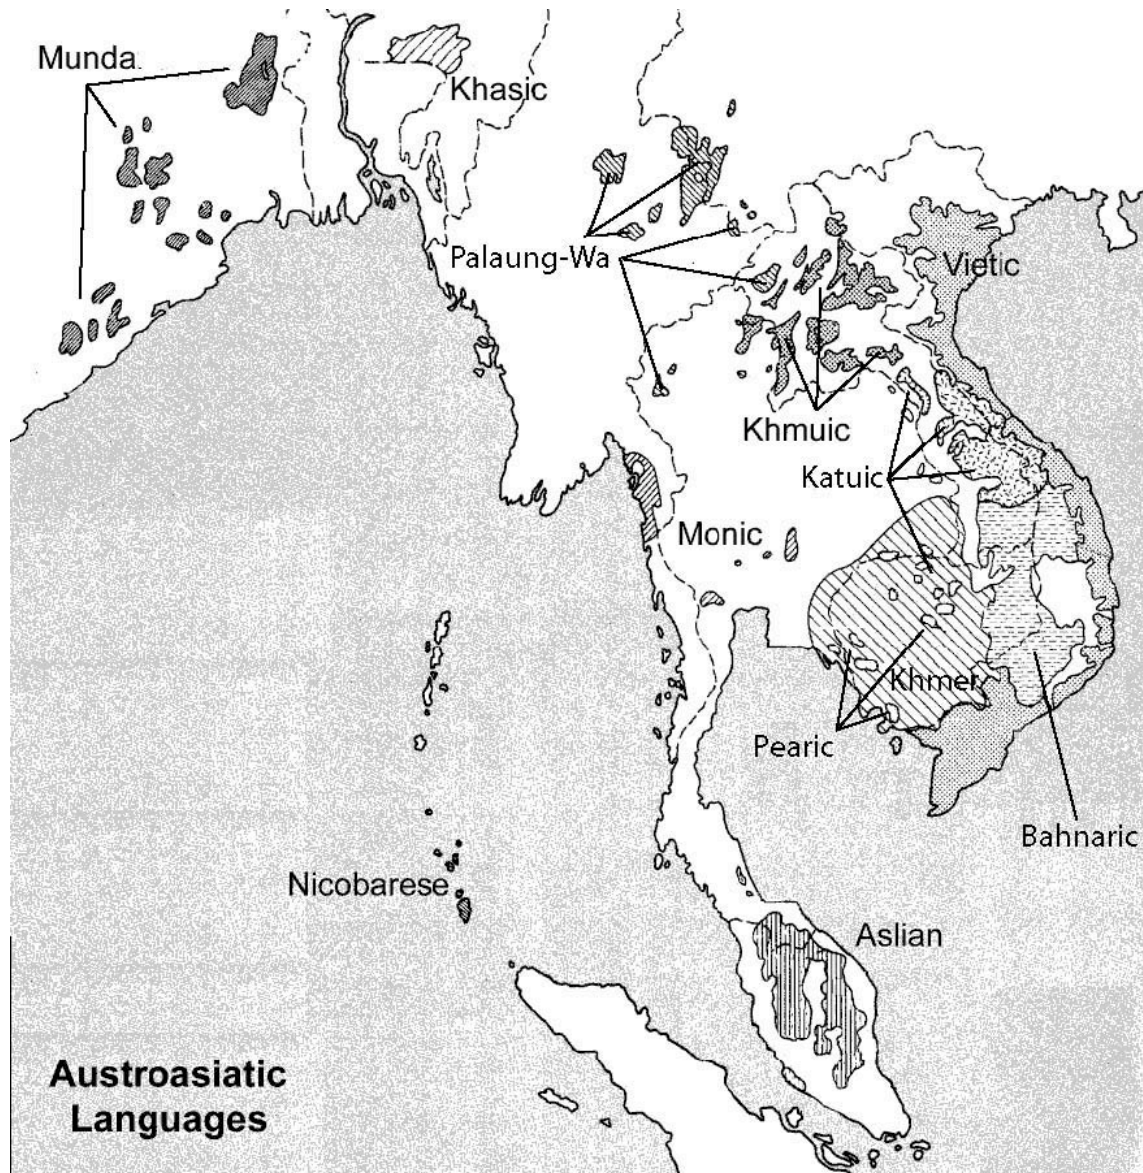 Munda
Khasic
Palaung-Wa
Vietic
Khmuic
Katuic
Monic
Khmer
Pearic
Bahnaric
Nicobarese
Aslian
Austroasiatic
Languages